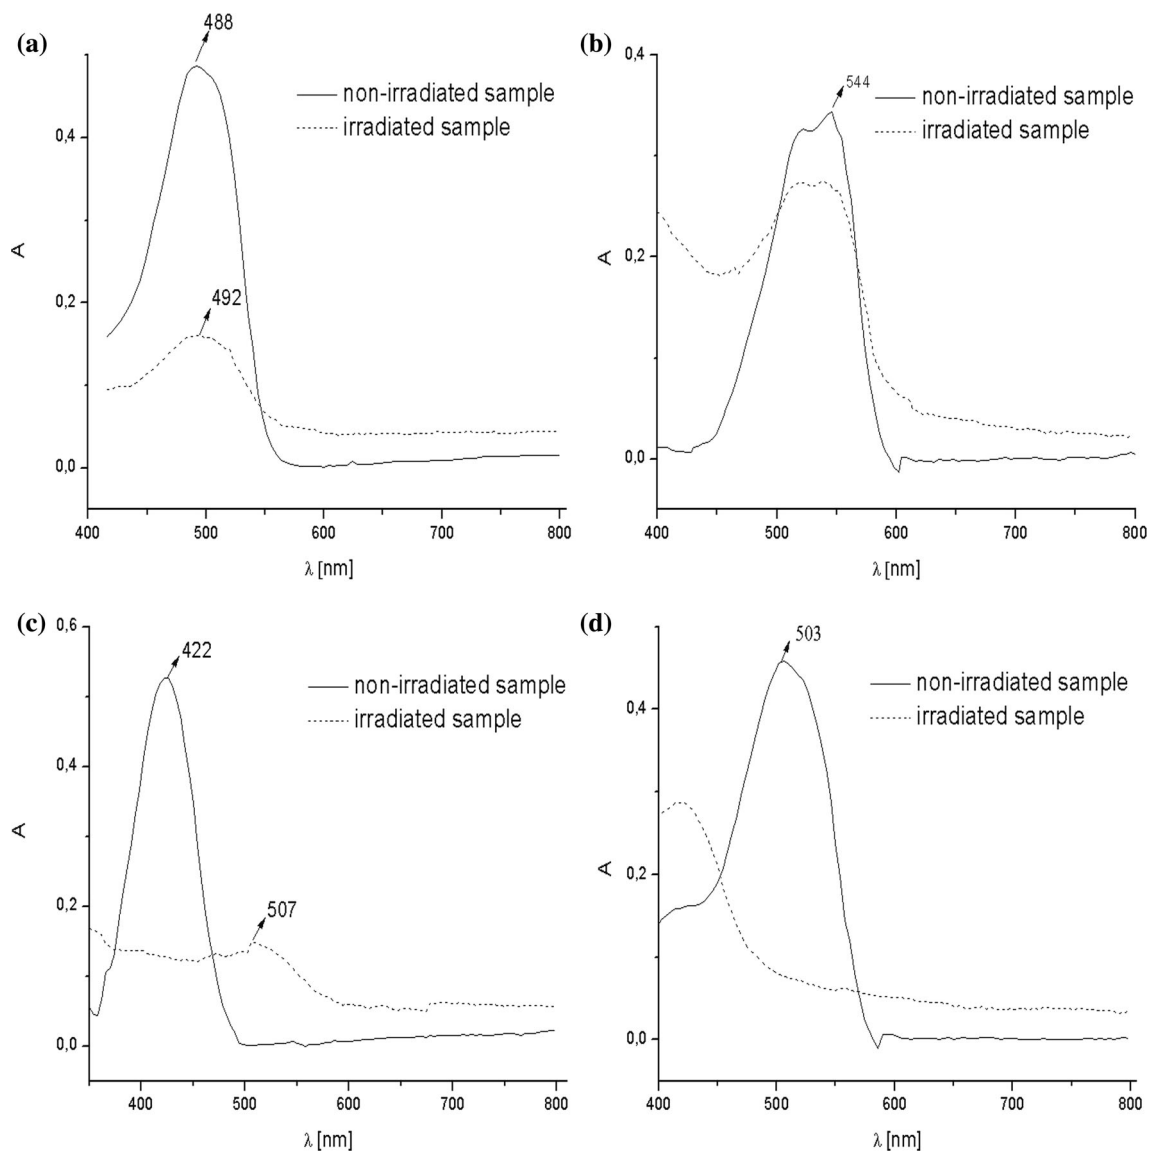 (a)
488
non-irradiated sample
irradiated sample
0,4
A
0,2
492
0,0
400 500 600 700 800
λ [nm]
(b)
0,4
544
non-irradiated sample
irradiated sample
A
0,2
0,0
400 500 600 700 800
λ [nm]
(c)
0,6
422
non-irradiated sample
irradiated sample
0,4
A
0,2
507
0,0
400 500 600 700 800
λ [nm]
(d)
503
non-irradiated sample
irradiated sample
0,4
A
0,2
0,0
400 500 600 700 800
λ [nm]